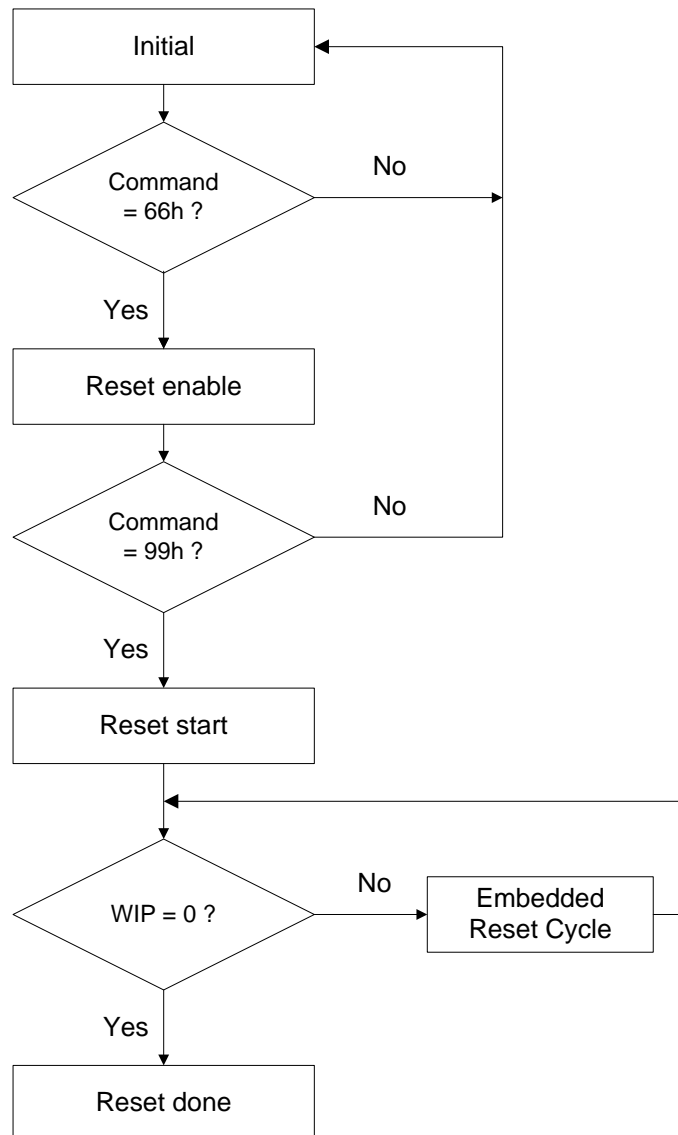 Initial
Command
= 66h ?
No
Yes
Reset enable
Command
= 99h ?
No
Yes
Reset start
WIP = 0 ?
No
Embedded
Reset Cycle
Yes
Reset done